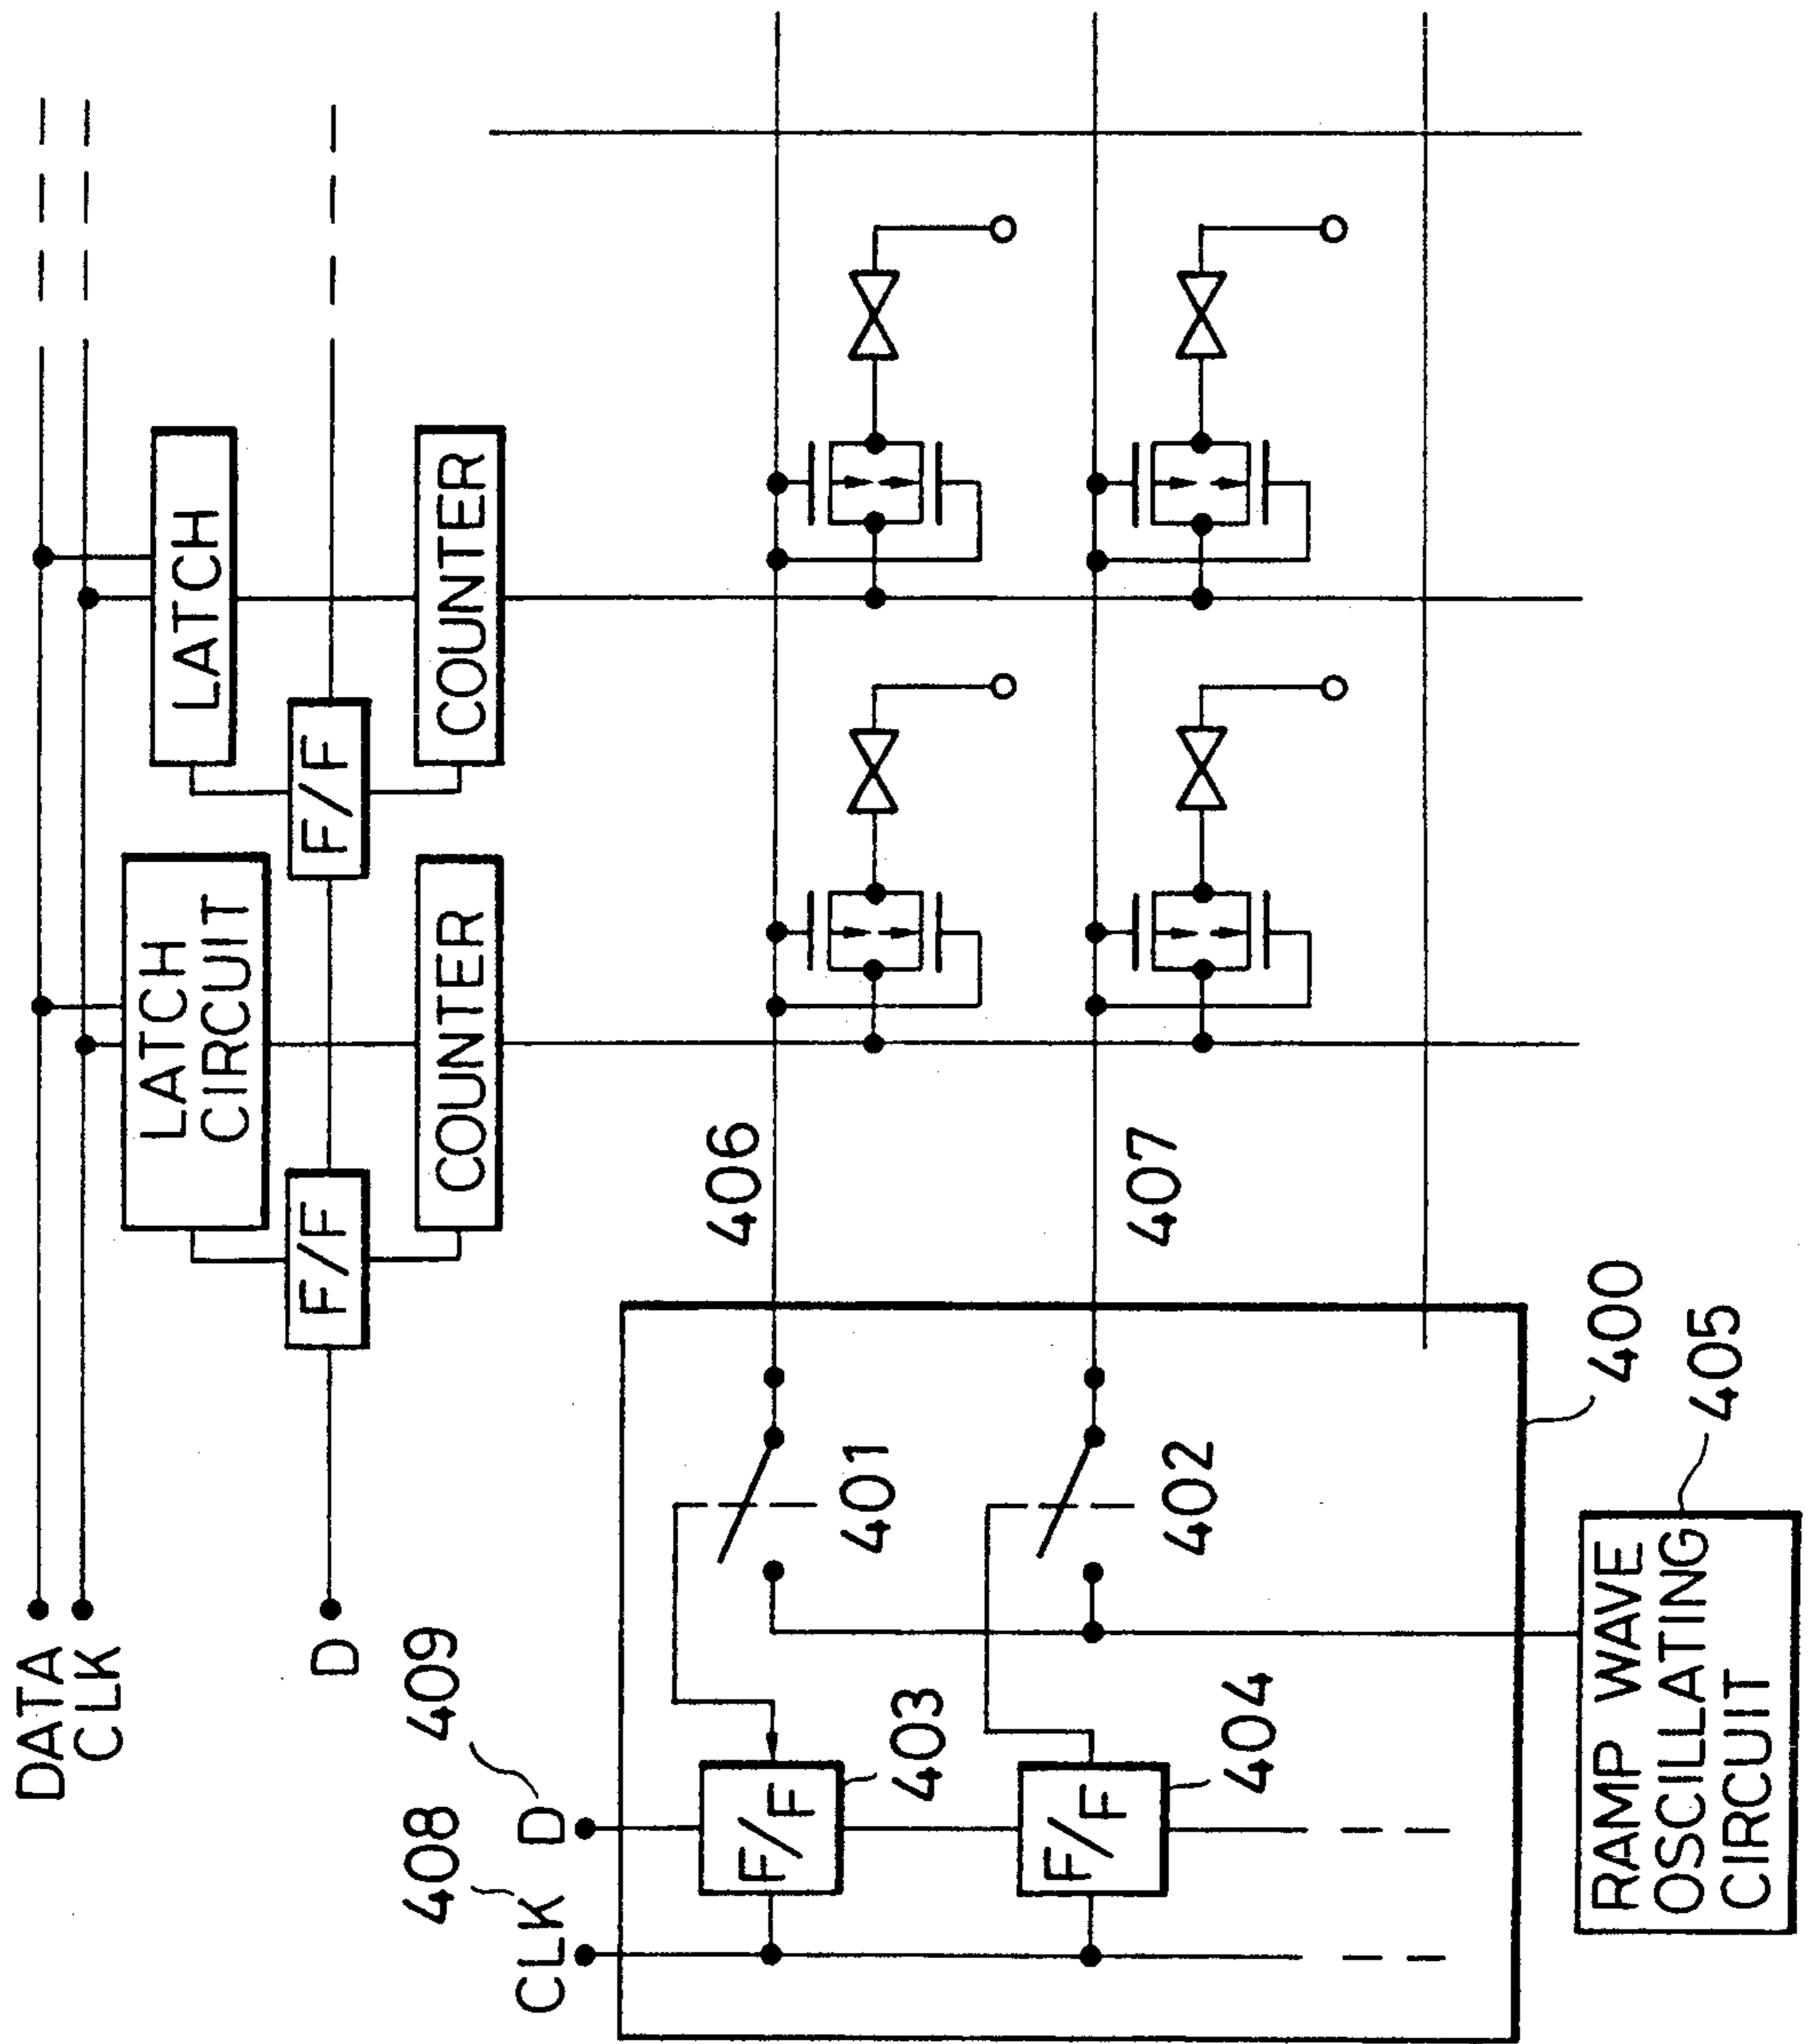 DATA
CLK
D
LATCH
CIRCUIT
LATCH
F/F
F/F
COUNTER
COUNTER
406
407
408
409
CLK
D
F/F
403
F/F
404
401
402
400
405
RAMP WAVE
OSCILLATING
CIRCUIT